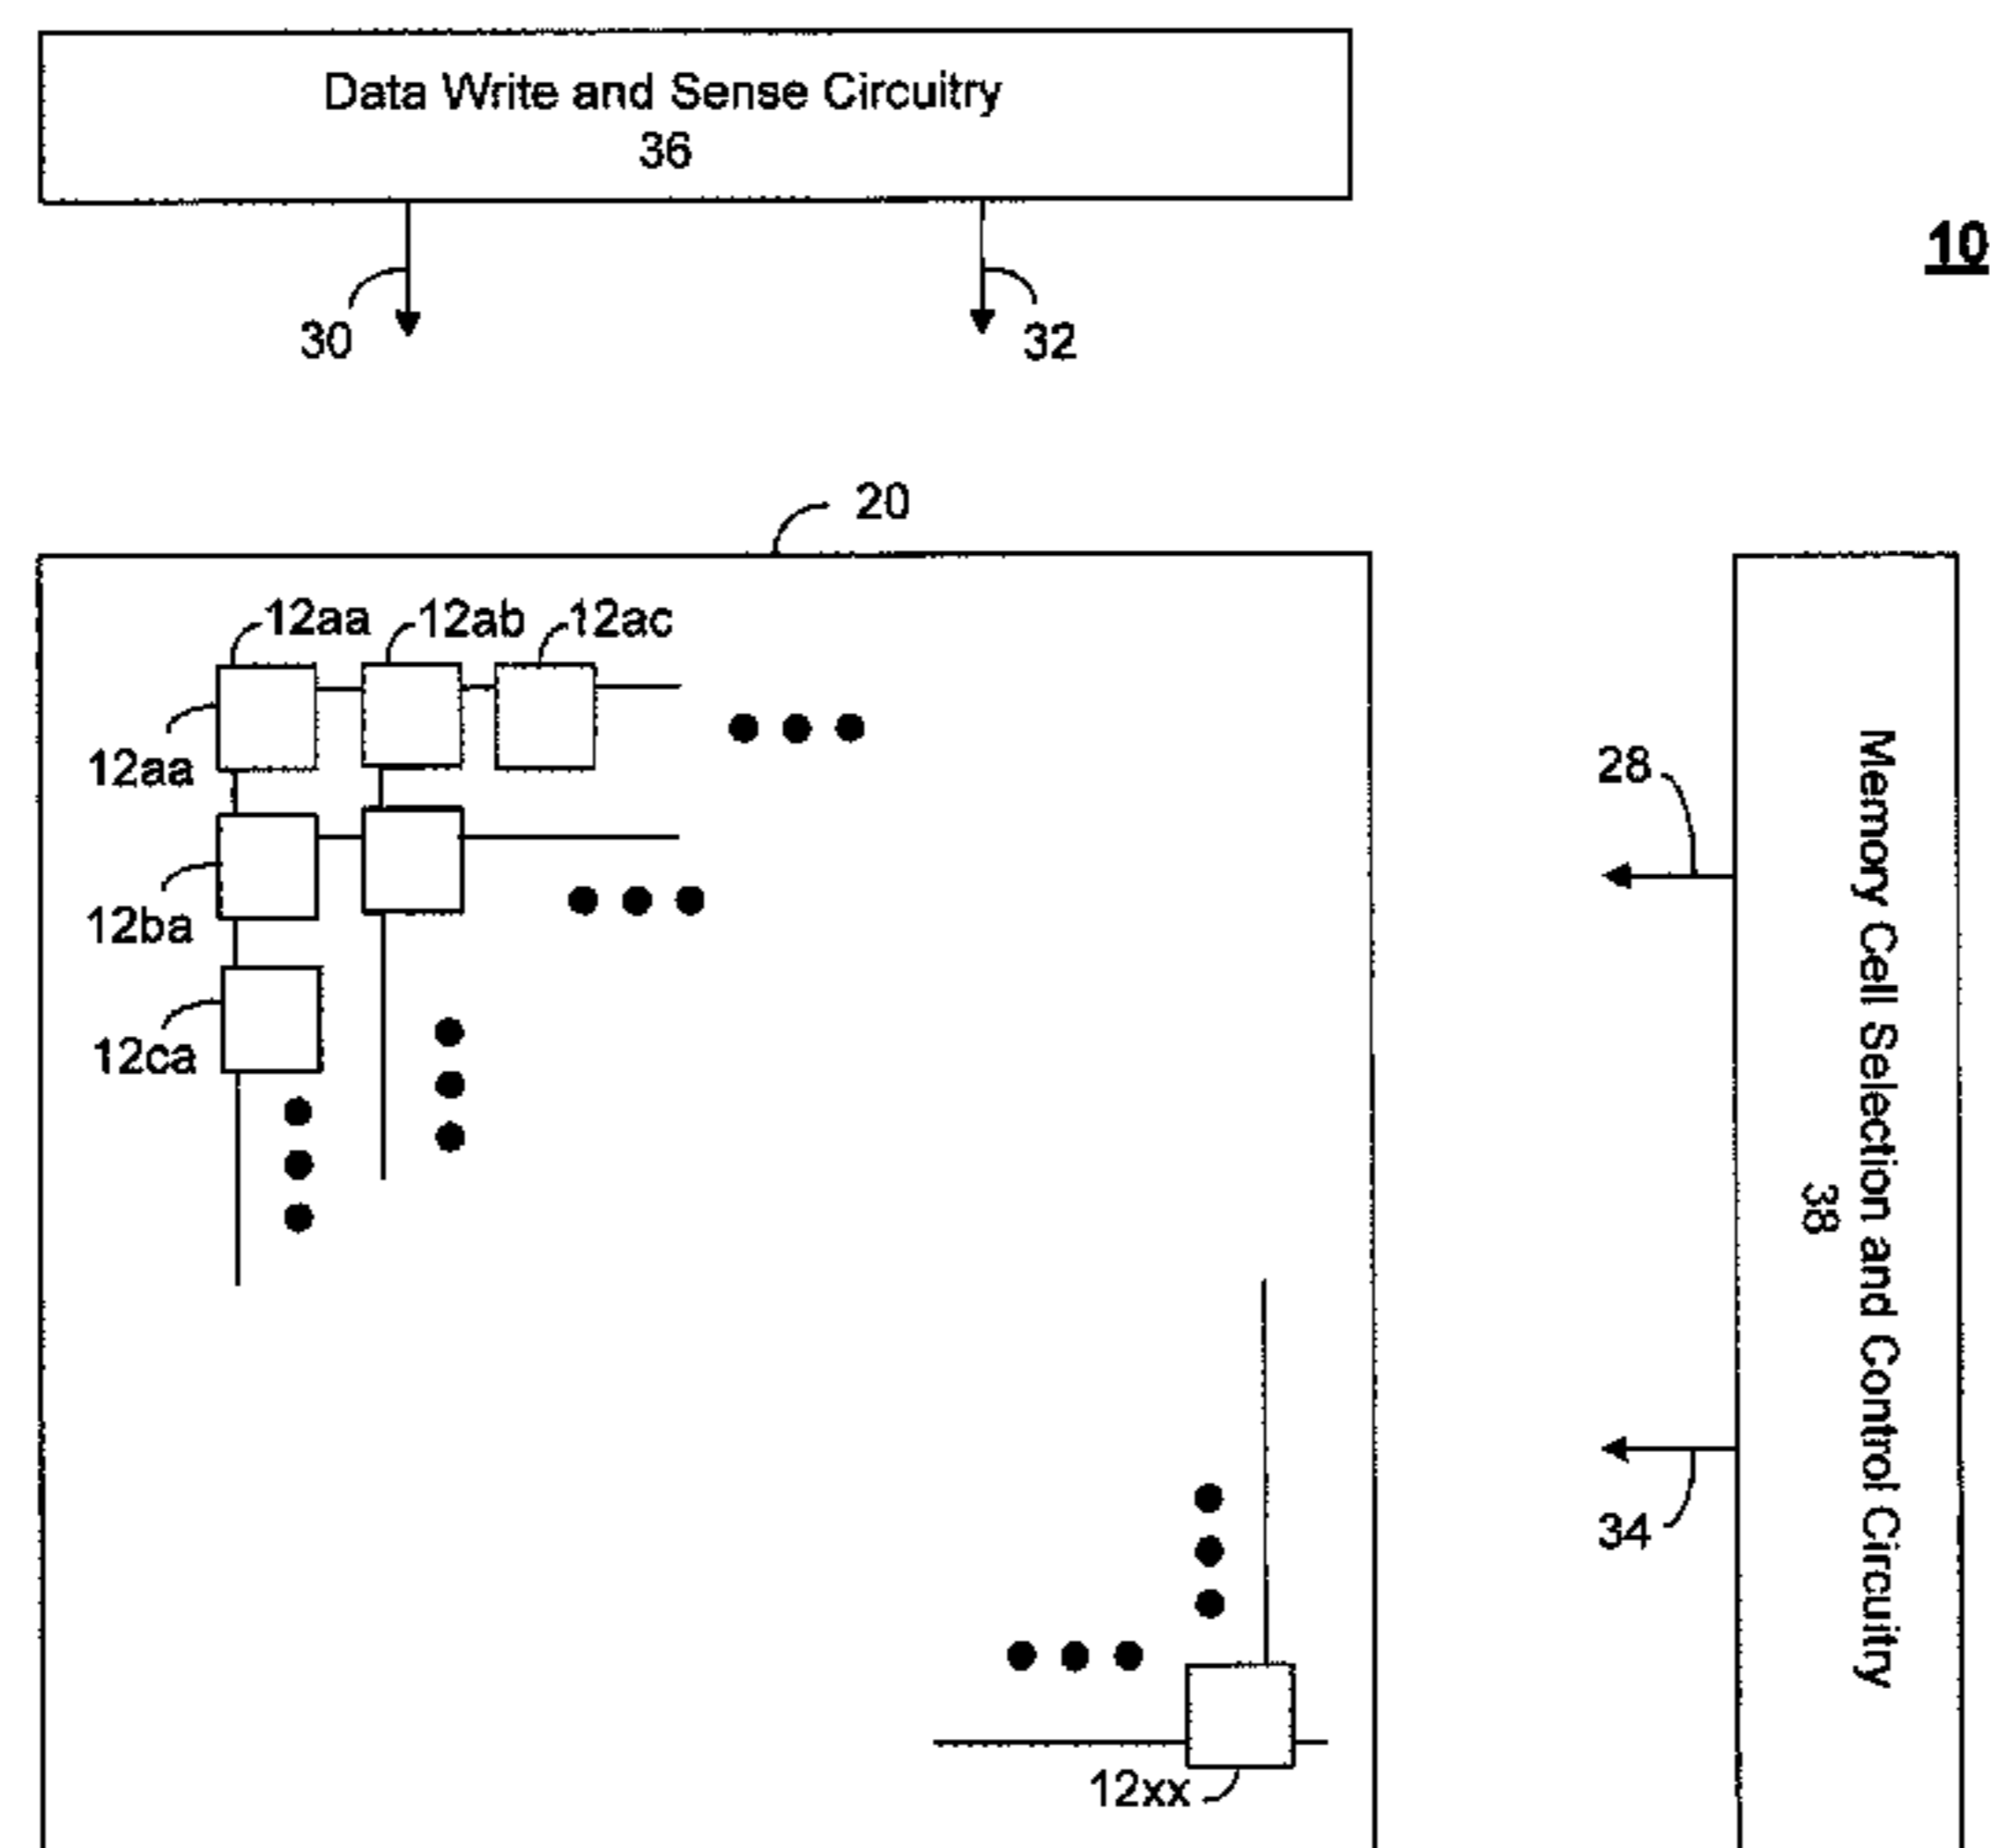 Data Write and Sense Circuitry
36
10
30
32
20
12aa
12ab
12ac
12aa
12ba
12ca
28
Memory Cell Selection and Control Circuitry
38
34
12xx